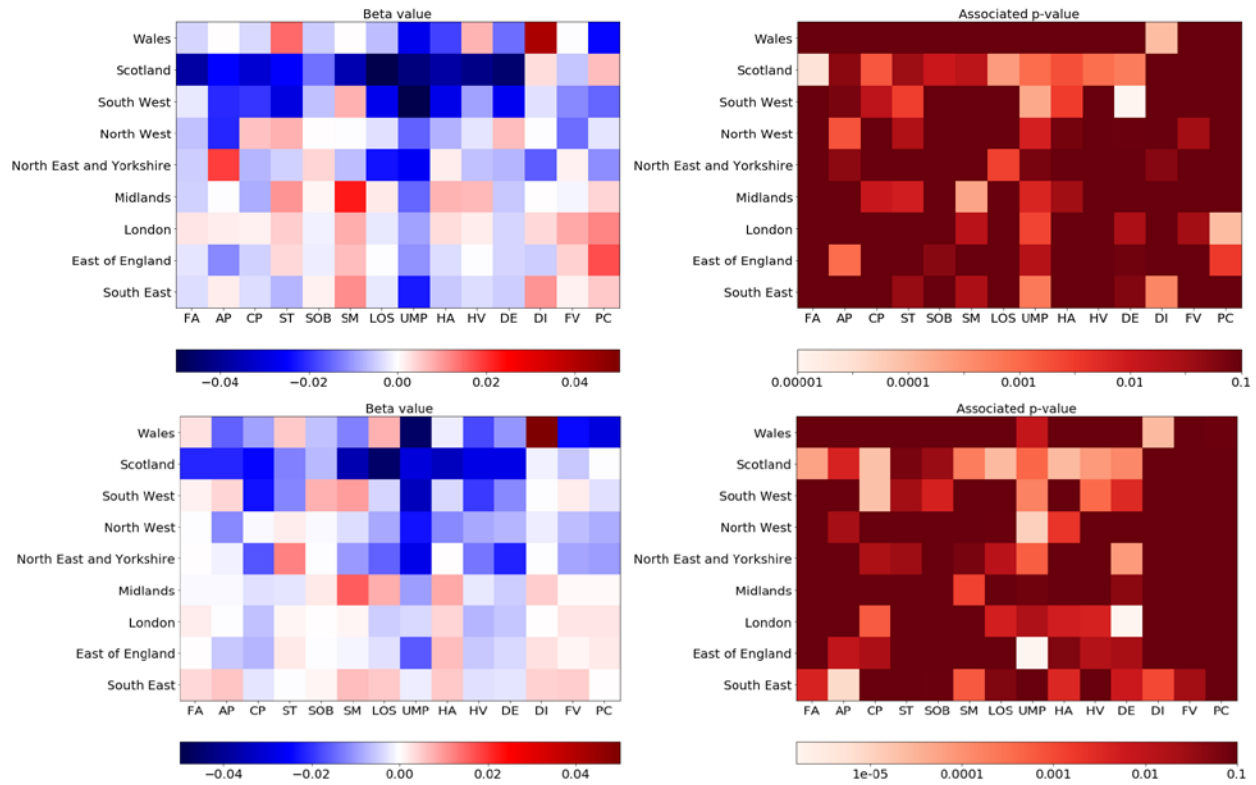 Beta value
Wales
Scotland
South West
North West
North East and Yorkshire
Midlands
London
East of England
South East
FA AP CP ST SOB SM LOS UMP HA HV DE DI FV PC
−0.04 −0.02 0.00 0.02 0.04
Associated p-value
Wales
Scotland
South West
North West
North East and Yorkshire
Midlands
London
East of England
South East
FA AP CP ST SOB SM LOS UMP HA HV DE DI FV PC
0.00001 0.0001 0.001 0.01 0.1
Beta value
Wales
Scotland
South West
North West
North East and Yorkshire
Midlands
London
East of England
South East
FA AP CP ST SOB SM LOS UMP HA HV DE DI FV PC
−0.04 −0.02 0.00 0.02 0.04
Associated p-value
Wales
Scotland
South West
North West
North East and Yorkshire
Midlands
London
East of England
South East
FA AP CP ST SOB SM LOS UMP HA HV DE DI FV PC
1e-05 0.0001 0.001 0.01 0.1